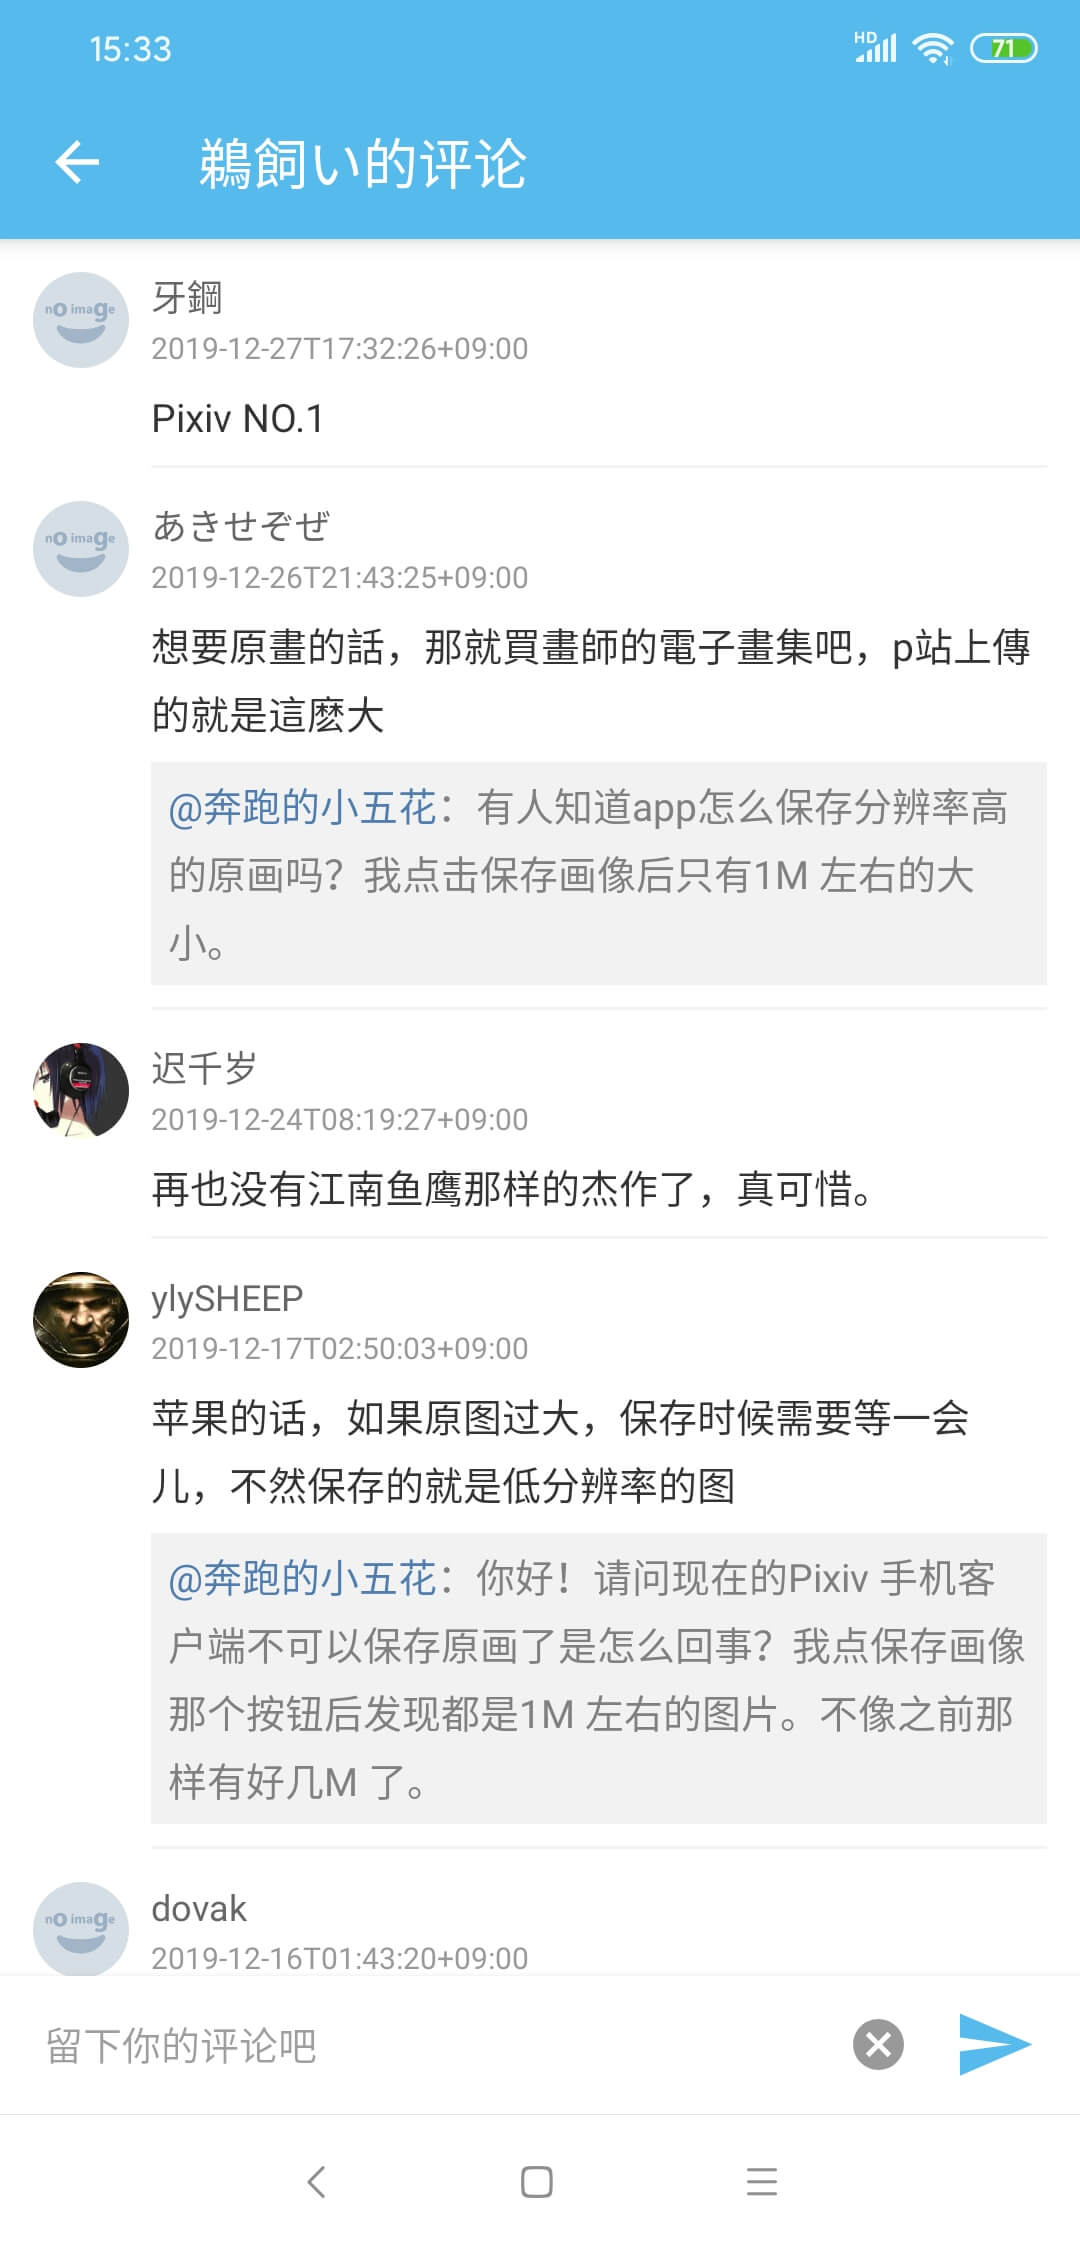 15:33
HD
71
鵜飼い的评论
no image
牙鋼
2019-12-27T17:32:26+09:00
Pixiv NO.1
no image
あきせぞぜ
2019-12-26T21:43:25+09:00
想要原畫的話，那就買畫師的電子畫集吧，p站上傳
的就是這麽大
@奔跑的小五花：有人知道app怎么保存分辨率高
的原画吗？我点击保存画像后只有1M 左右的大
小。
迟千岁
2019-12-24T08:19:27+09:00
再也没有江南鱼鹰那样的杰作了，真可惜。
ylySHEEP
2019-12-17T02:50:03+09:00
苹果的话，如果原图过大，保存时候需要等一会
儿，不然保存的就是低分辨率的图
@奔跑的小五花：你好！请问现在的Pixiv 手机客
户端不可以保存原画了是怎么回事？我点保存画像
那个按钮后发现都是1M 左右的图片。不像之前那
样有好几M 了。
no image
dovak
2019-12-16T01:43:20+09:00
留下你的评论吧